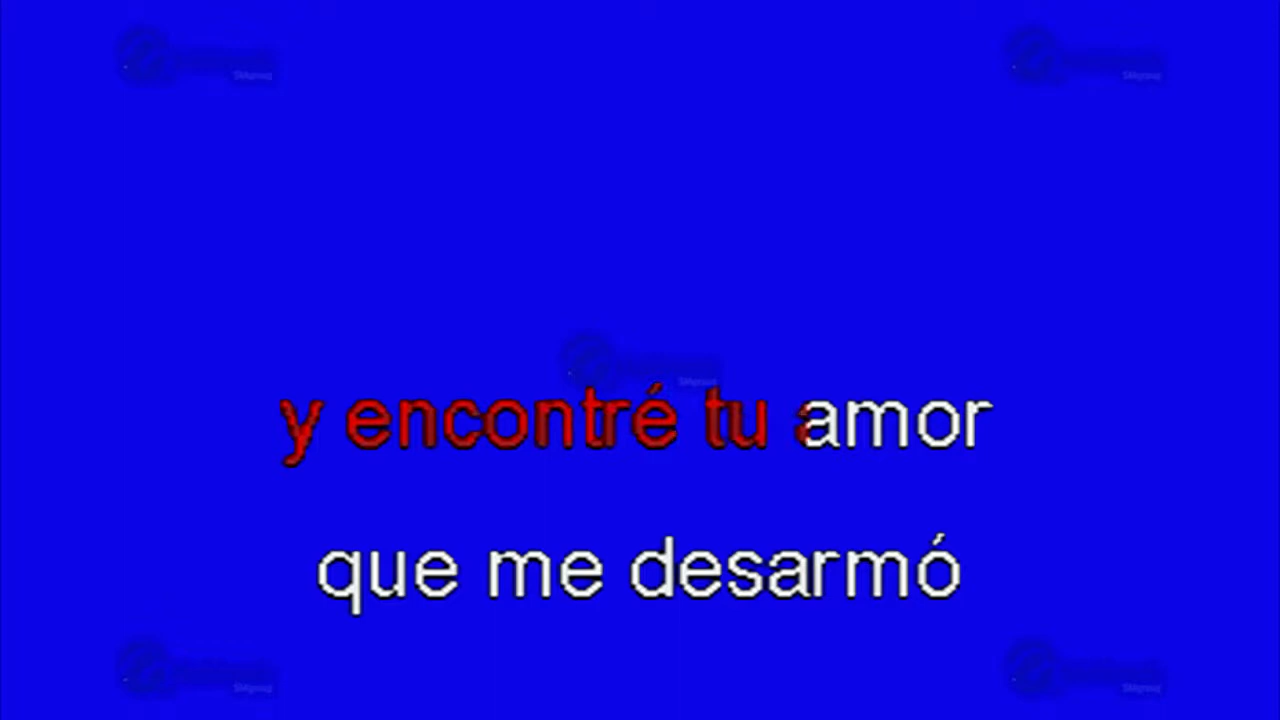 y encontré tu amor
que me desarmó